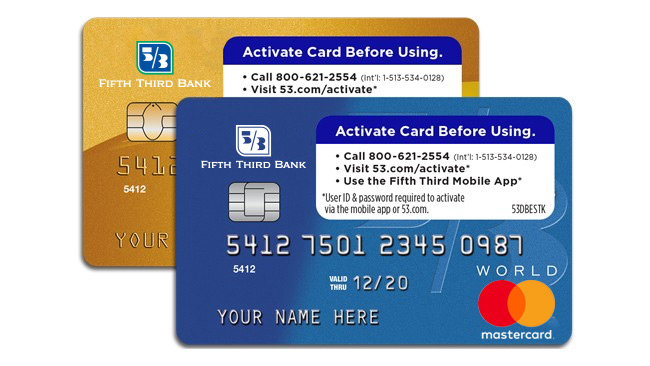 5/3
FIFTH THIRD BANK
Activate Card Before Using.
• Call 800-621-2554 (Int'l: 1-513-534-0128)
• Visit 53.com/activate*
5412
5412
YOUR
5/3
FIFTH THIRD BANK
Activate Card Before Using.
• Call 800-621-2554 (Int'l: 1-513-534-0128)
• Visit 53.com/activate*
• Use the Fifth Third Mobile App*
*User ID & password required to activate
via the mobile app or 53.com. 53DBESTK
5412 7501 2345 0987
5412
VALID
THRU 12/20
YOUR NAME HERE
WORLD
mastercard.